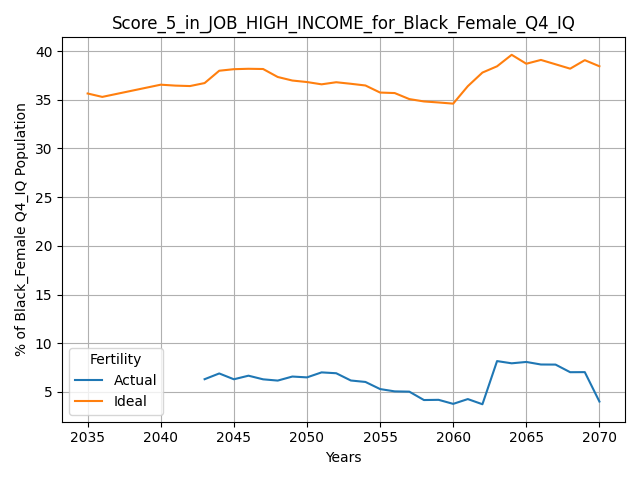 Score_5_in_JOB_HIGH_INCOME_for_Black_Female_Q4_IQ
% of Black_Female Q4_IQ Population
40
35
30
25
20
15
10
5
Fertility
Actual
Ideal
2035 2040 2045 2050 2055 2060 2065 2070
Years